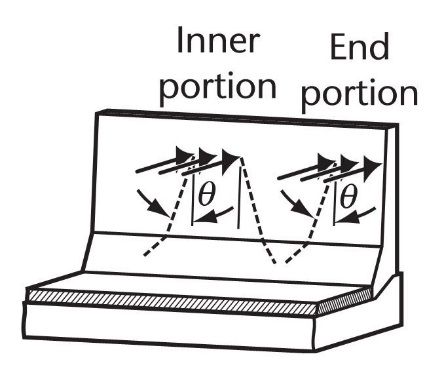 Inner
portion
End
portion
θ
θ